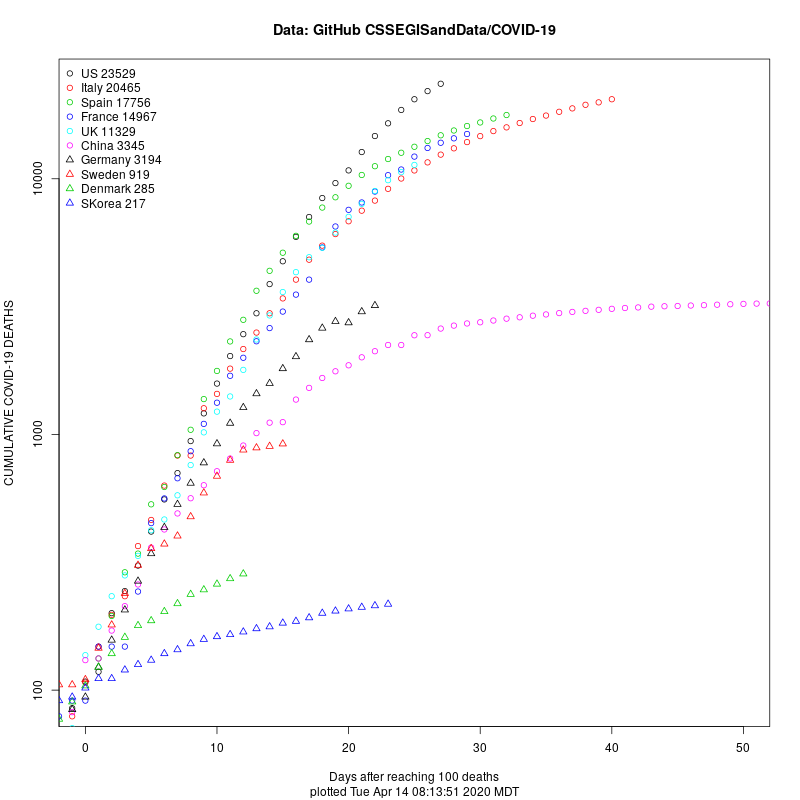 Data: GitHub CSSEGISandData/COVID-19
US 23529
Italy 20465
Spain 17756
France 14967
UK 11329
China 3345
Germany 3194
Sweden 919
Denmark 285
SKorea 217
CUMULATIVE COVID-19 DEATHS
10000
1000
100
0 10 20 30 40 50
Days after reaching 100 deaths
plotted Tue Apr 14 08:13:51 2020 MDT